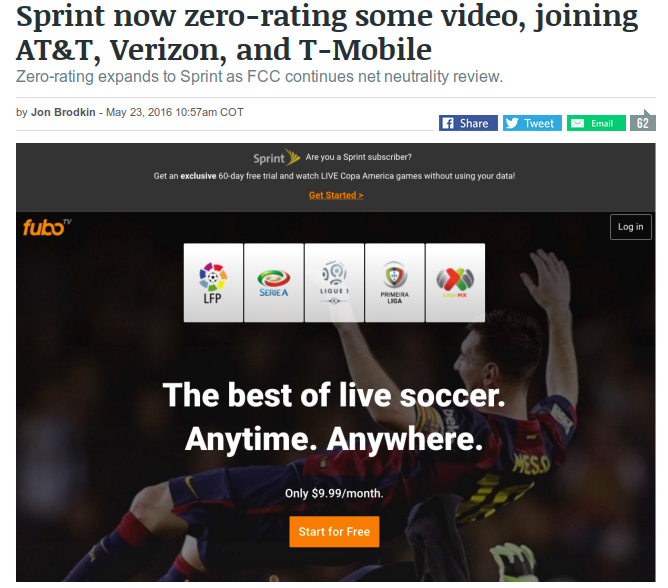 Sprint now zero-rating some video, joining
AT&T, Verizon, and T-Mobile
Zero-rating expands to Sprint as FCC continues net neutrality review.
by Jon Brodkin - May 23, 2016 10:57am COT
Share
Tweet
Email
62
Sprint Are you a Sprint subscriber?
Get an exclusive 60-day free trial and watch LIVE Copa America games without using your data!
Get Started >
fuboTV
Log in
LFP
SERIE A
LIGUE 1
PRIMEIRA
LIGA
LIGA MX
The best of live soccer.
Anytime. Anywhere.
MESSI
10
Only $9.99/month.
Start for Free